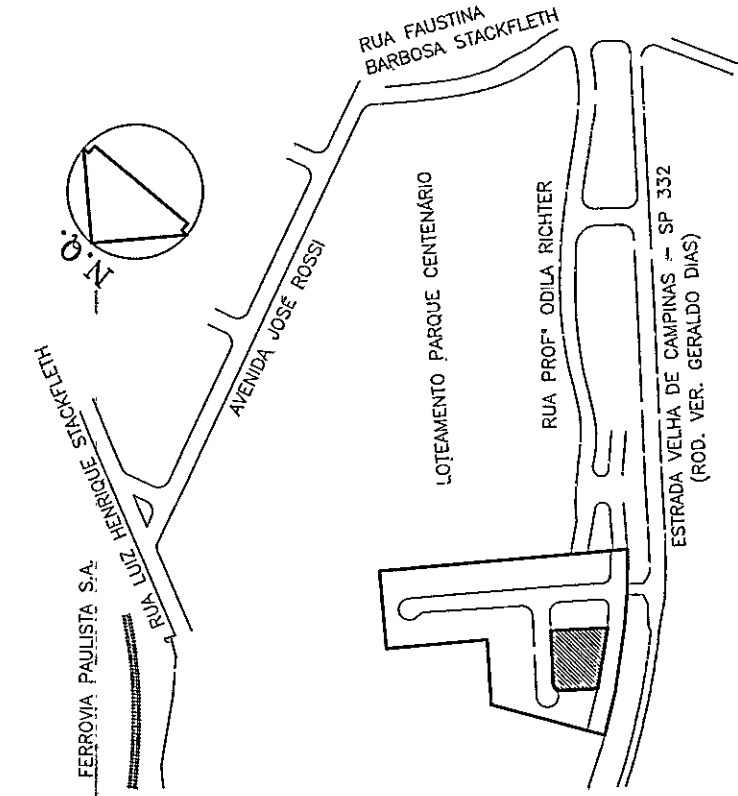 RUA FAUSTINA
BARBOSA STACKFLETH
N.Q.
AVENIDA JOSÉ ROSSI
RUA LUIZ HENRIQUE STACKFLETH
FERROVIA PAULISTA S.A.
LOTEAMENTO PARQUE CENTENÁRIO
RUA PROFª ODILA RICHTER
ESTRADA VELHA DE CAMPINAS – SP 332
(ROD. VER. GERALDO DIAS)